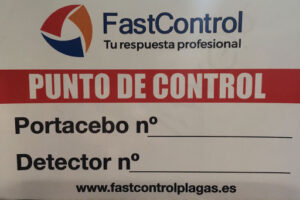 FastControl
Tu respuesta profesional
PUNTO DE CONTROL
Portacebo nº
Detector nº
www.fastcontrolplagas.es